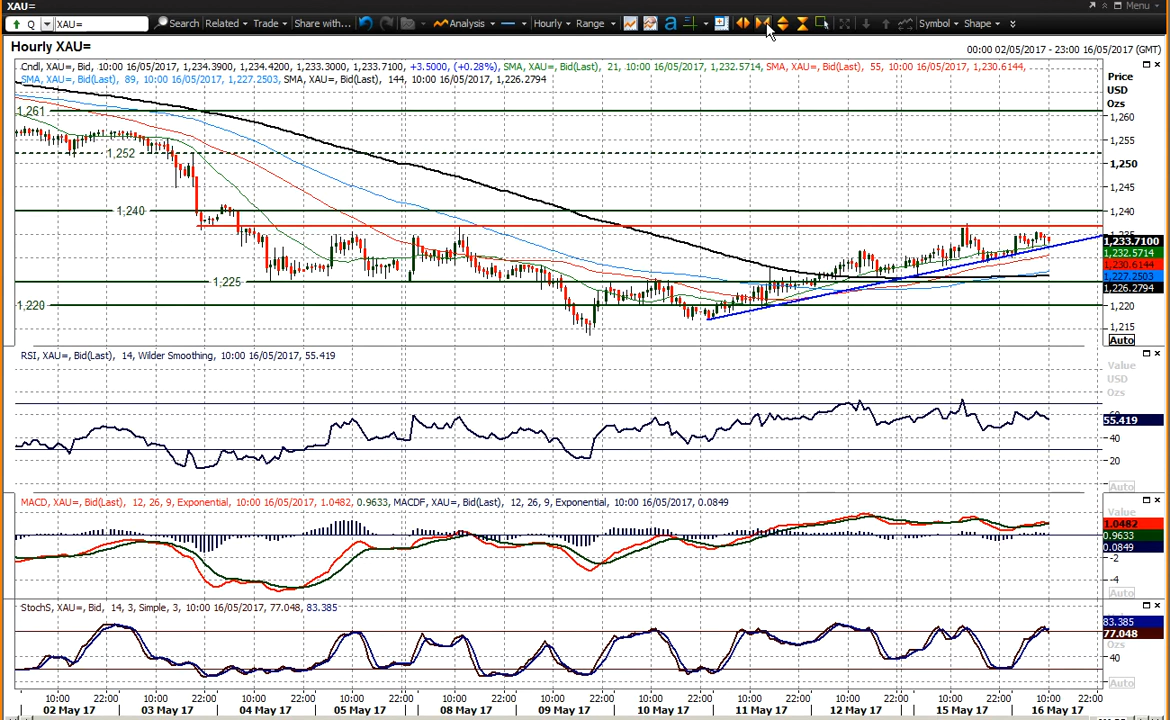 XAU=
Menu
Q XAU= Search Related Trade Share with... Analysis Hourly Range a Symbol Shape
Hourly XAU=
00:00 02/05/2017 - 23:00 16/05/2017 (GMT)
Cndl, XAU=, Bid, 10:00 16/05/2017, 1,234.3900, 1,234.4200, 1,233.3000, 1,233.7100, +3.5000, (+0.28%), SMA, XAU=, Bid(Last), 21, 10:00 16/05/2017, 1,232.5714, SMA, XAU=, Bid(Last), 55, 10:00 16/05/2017, 1,230.6144,
SMA, XAU=, Bid(Last), 89, 10:00 16/05/2017, 1,227.2503, SMA, XAU=, Bid(Last), 144, 10:00 16/05/2017, 1,226.2794
Price
USD
Ozs
1,261
1,260
1,255
1,252
1,250
1,245
1,240
1,240
1,233.7100
1,232.5714
1,230.6144
1,227.2503
1,225
1,226.2794
1,220
1,220
1,215
Auto
RSI, XAU=, Bid(Last), 14, Wilder Smoothing, 10:00 16/05/2017, 55.419
Value
USD
Ozs
55.419
40
20
Auto
MACD, XAU=, Bid(Last), 12, 26, 9, Exponential, 10:00 16/05/2017, 1.0482, 0.9633, MACDF, XAU=, Bid(Last), 12, 26, 9, Exponential, 10:00 16/05/2017, 0.0849
Value
1.0482
0.9633
0.0849
-2
-4
Auto
StochS, XAU=, Bid, 14, 3, Simple, 3, 10:00 16/05/2017, 77.048, 83.385
83.385
77.048
Ozs
40
Auto
10:00 22:00 10:00 22:00 10:00 22:00 10:00 22:00 10:00 22:00 10:00 22:00 10:00 22:00 10:00 22:00 10:00 22:00 10:00 22:00 10:00 22:00
02 May 17 03 May 17 04 May 17 05 May 17 08 May 17 09 May 17 10 May 17 11 May 17 12 May 17 15 May 17 16 May 17